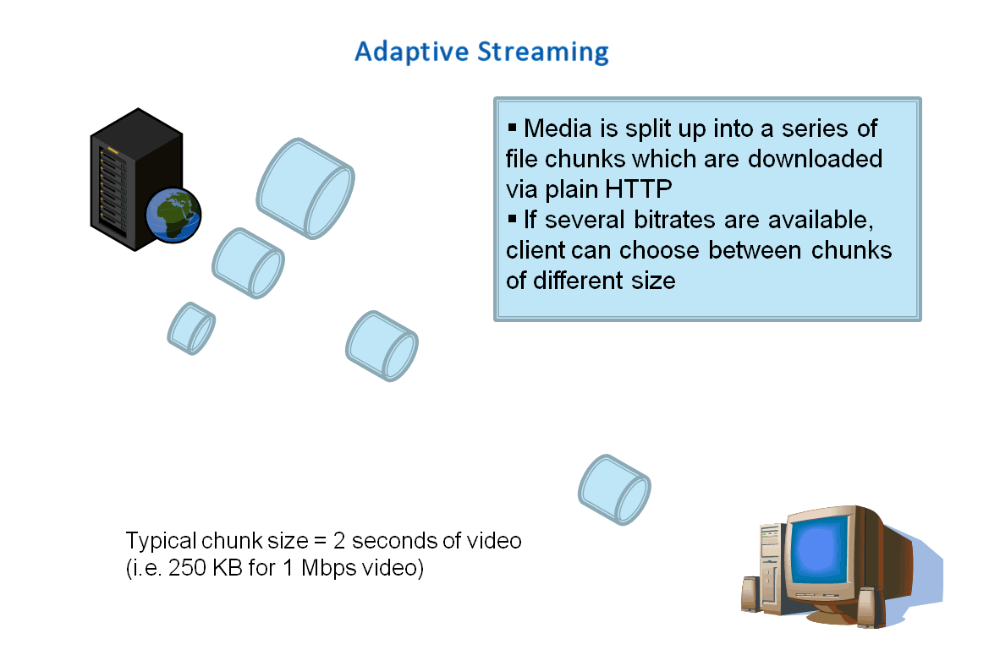 Adaptive Streaming
▪ Media is split up into a series of
file chunks which are downloaded
via plain HTTP
▪ If several bitrates are available,
client can choose between chunks
of different size
Typical chunk size = 2 seconds of video
(i.e. 250 KB for 1 Mbps video)